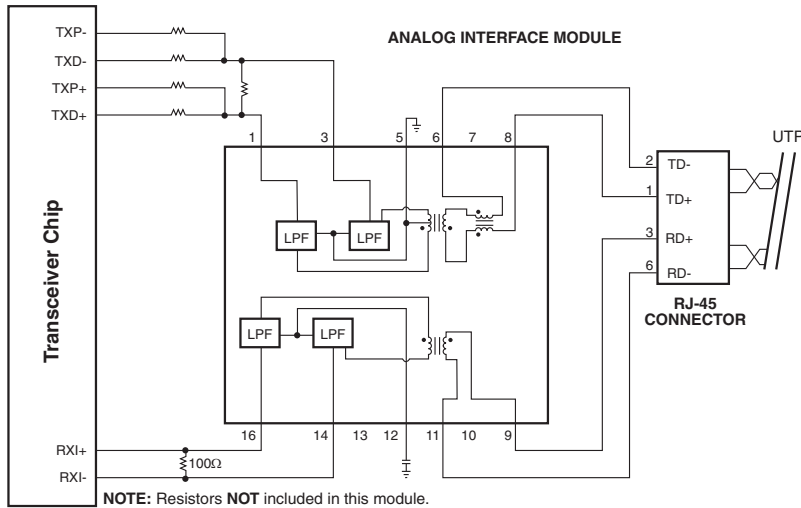 ANALOG INTERFACE MODULE
Transceiver Chip
TXP-
TXD-
TXP+
TXD+
1 3 5 6 7 8
LPF LPF
LPF LPF
16 14 13 12 11 10 9
RXI+
100Ω
RXI-
UTP
2 TD-
1 TD+
3 RD+
6 RD-
RJ-45
CONNECTOR
NOTE: Resistors NOT included in this module.